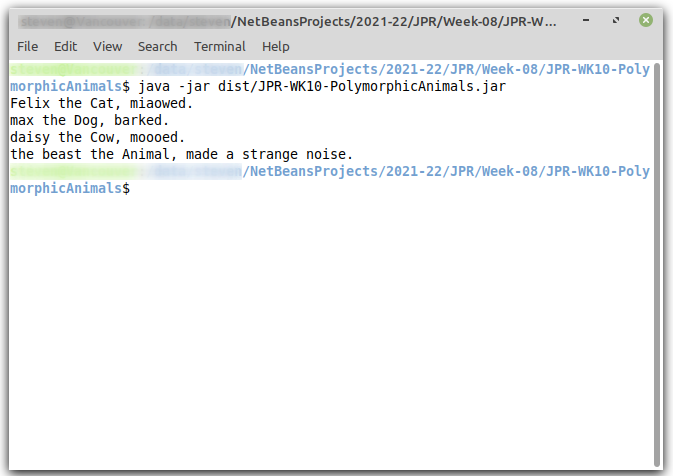 /NetBeansProjects/2021-22/JPR/Week-08/JPR-W...
File Edit View Search Terminal Help
/NetBeansProjects/2021-22/JPR/Week-08/JPR-WK10-Poly
morphicAnimals$ java -jar dist/JPR-WK10-PolymorphicAnimals.jar
Felix the Cat, miaowed.
max the Dog, barked.
daisy the Cow, moooed.
the beast the Animal, made a strange noise.
/NetBeansProjects/2021-22/JPR/Week-08/JPR-WK10-Poly
morphicAnimals$